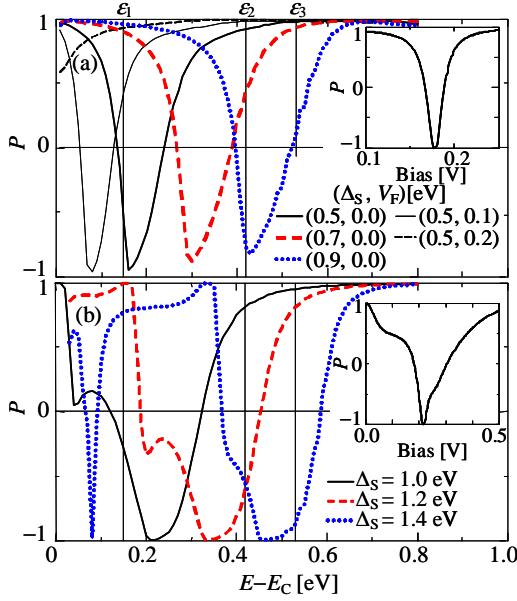 ε1 ε2 ε3
1
(a)
P
0
−1
1
P
−1
0.1 0.2
Bias [V]
(ΔS, VF)[eV]
(0.5, 0.0) (0.5, 0.1)
(0.7, 0.0) (0.5, 0.2)
(0.9, 0.0)
1
(b)
P
0
−1
1
P
−1
0.0 0.5
Bias [V]
ΔS = 1.0 eV
ΔS = 1.2 eV
ΔS = 1.4 eV
0 0.2 0.4 0.6 0.8 1.0
E−EC [eV]